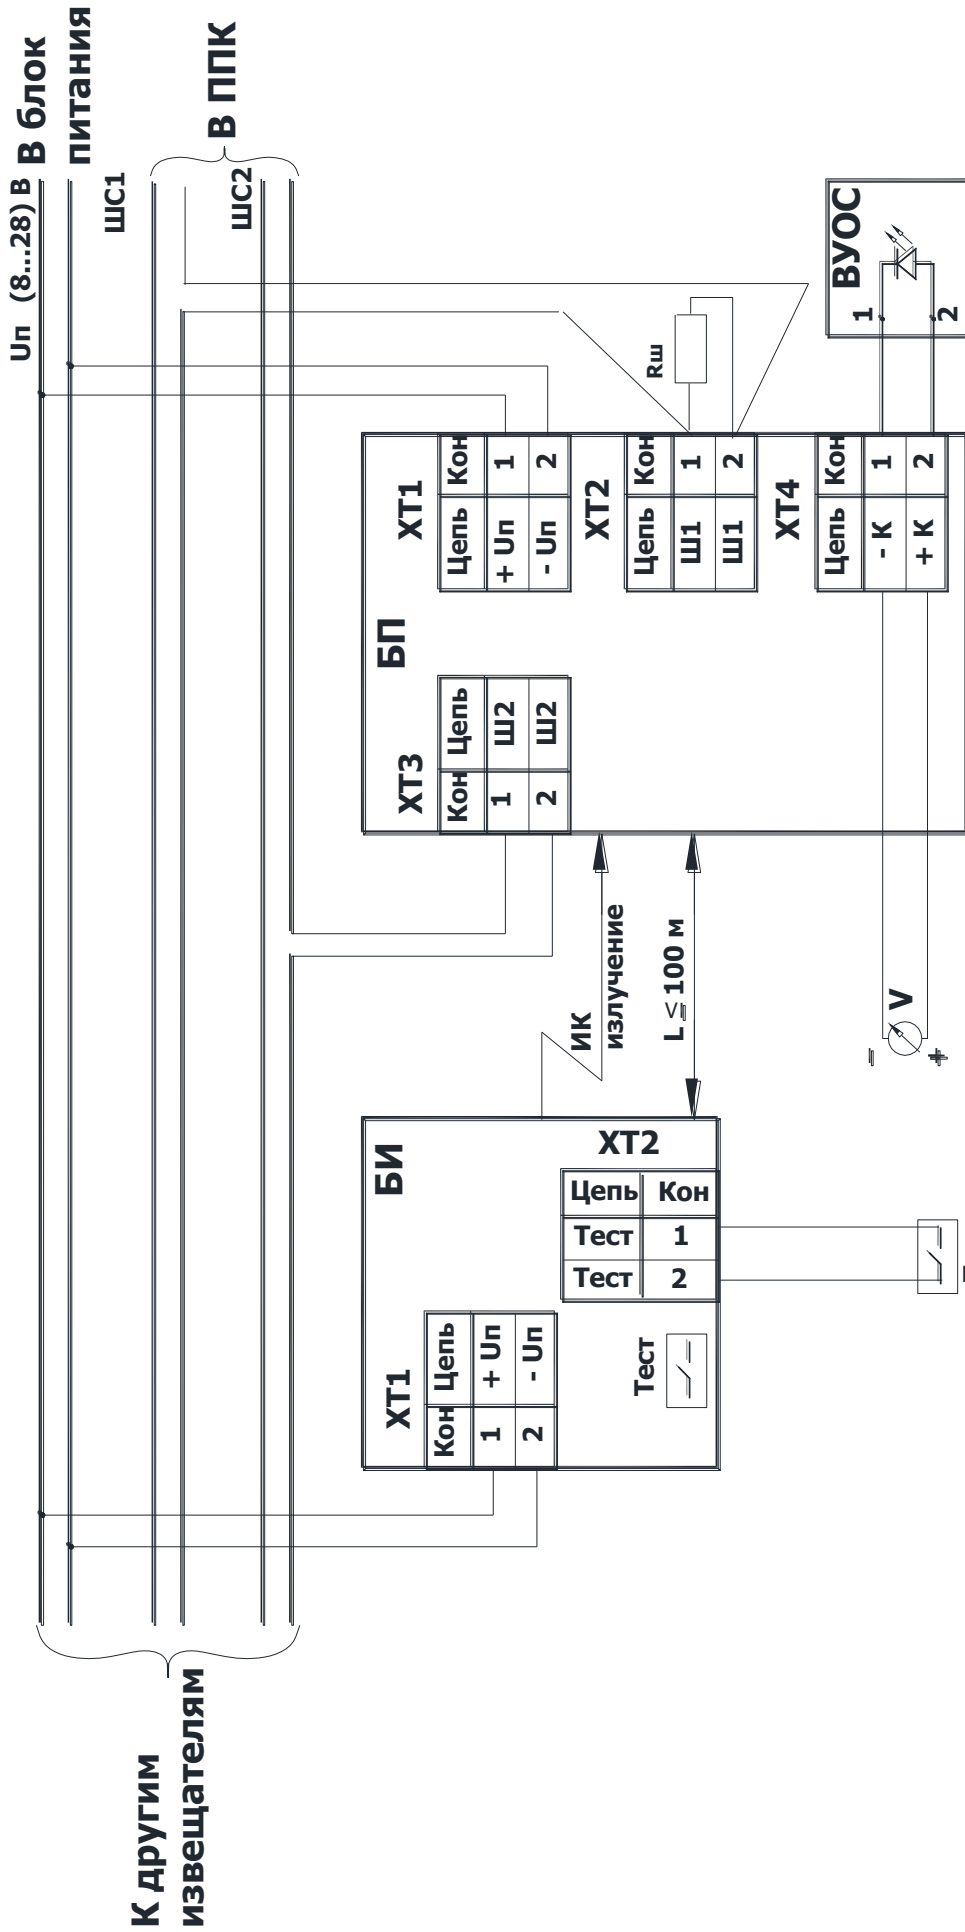 Uп (8...28) В
В блок
питания
ШС1
ШС2
В ППК
К другим
извещателям
БП
ХТ1
Цепь Кон
+ Uп 1
- Uп 2
ХТ2
Цепь Кон
Ш1 1
Ш1 2
ХТ4
Цепь Кон
- К 1
+ К 2
ХТ3
Кон Цепь
1 Ш2
2 Ш2
Rш
ВУОС
1
2
ИК
излучение
L ≤ 100 м
V
-
+
БИ
ХТ1
Кон Цепь
1 + Uп
2 - Uп
ХТ2
Цепь Кон
Тест 1
Тест 2
Тест